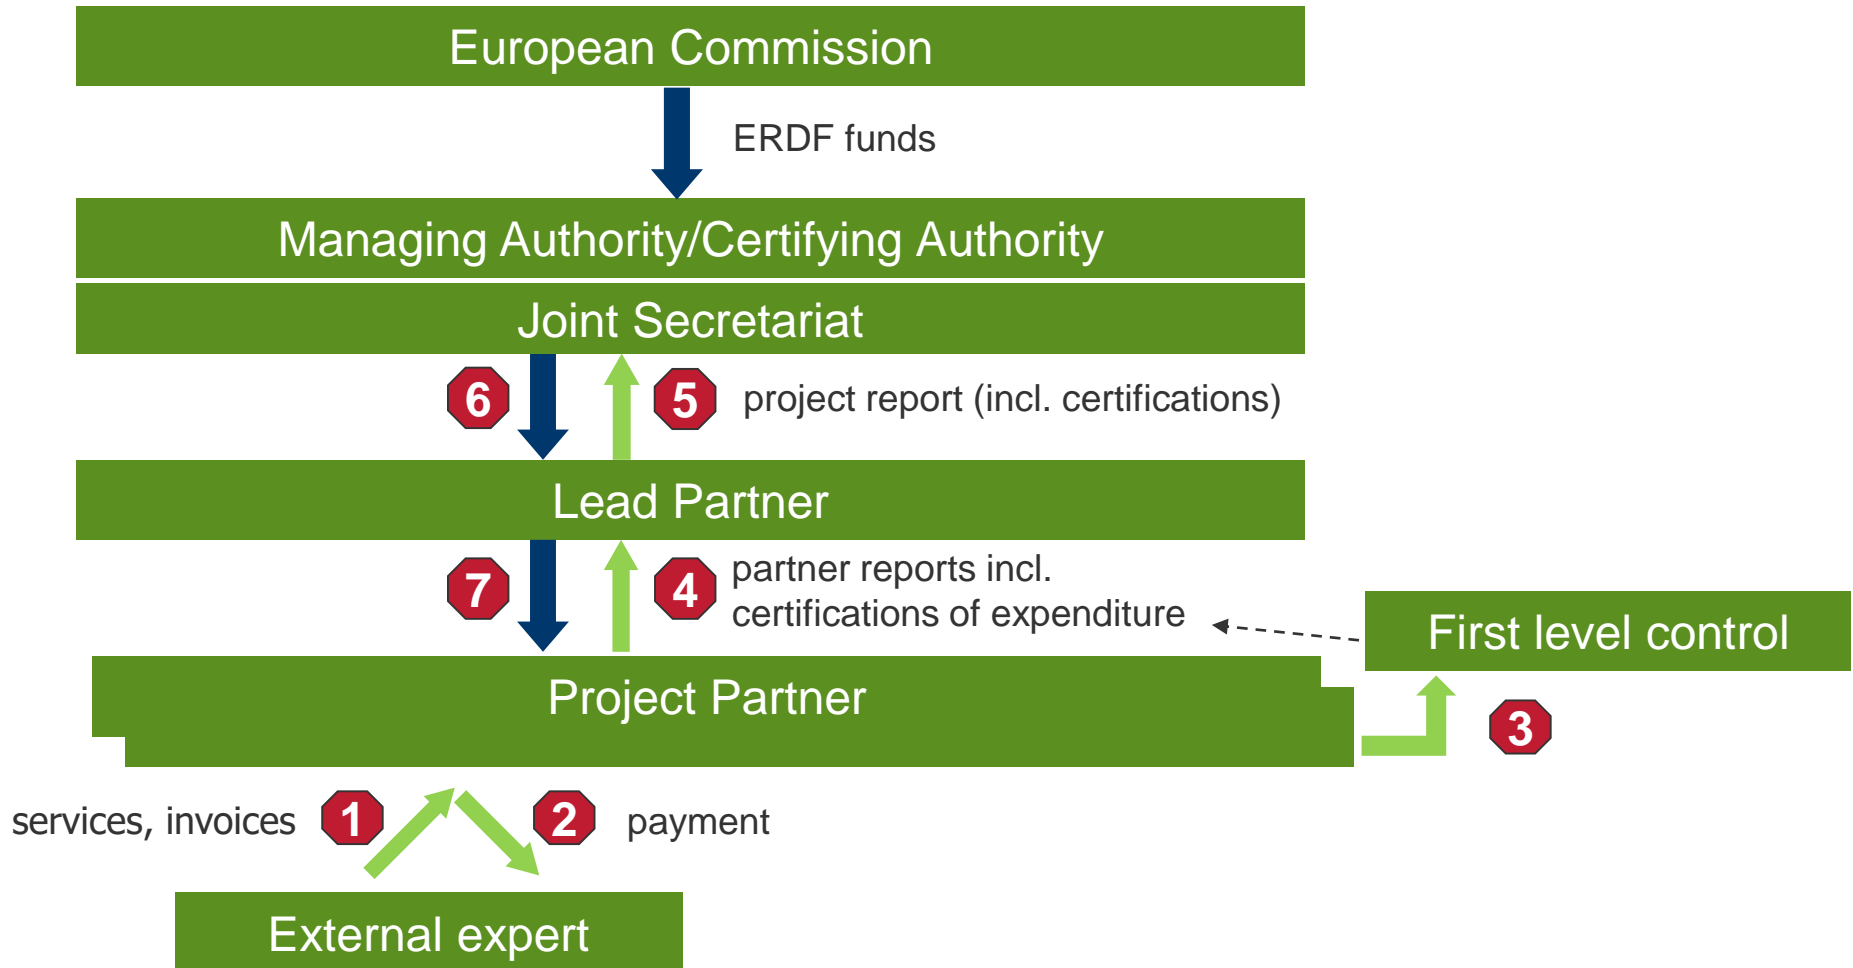 European Commission
ERDF funds
Managing Authority/Certifying Authority
Joint Secretariat
6
5
project report (incl. certifications)
Lead Partner
7
4
partner reports incl.
certifications of expenditure
First level control
Project Partner
3
services, invoices
1
2
payment
External expert